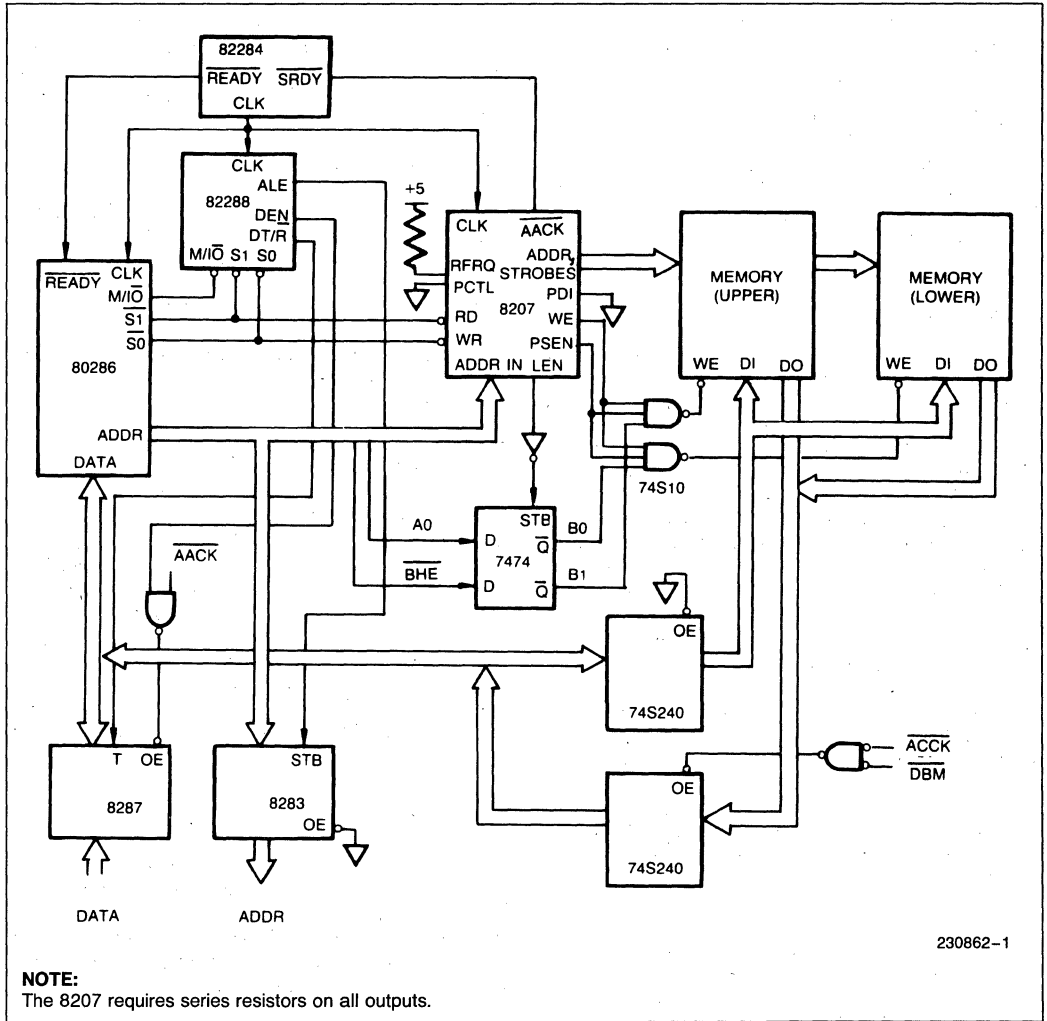 82284
READY SRDY
CLK
CLK
82288
ALE
DEN
DT/R
M/IO S1 S0
READY
CLK
M/IO
S1
S0
80286
ADDR
DATA
+5
CLK
AACK
ADDR,
STROBES
RFRQ
PCTL
8207
PDI
RD
WE
WR
PSEN
ADDR IN LEN
MEMORY
(UPPER)
WE DI DO
MEMORY
(LOWER)
WE DI DO
74S10
AACK
A0
BHE
STB
D
Q
7474
D
Q
B0
B1
OE
74S240
T OE
8287
STB
8283
OE
OE
74S240
ACCK
DBM
DATA
ADDR
230862-1
NOTE:
The 8207 requires series resistors on all outputs.